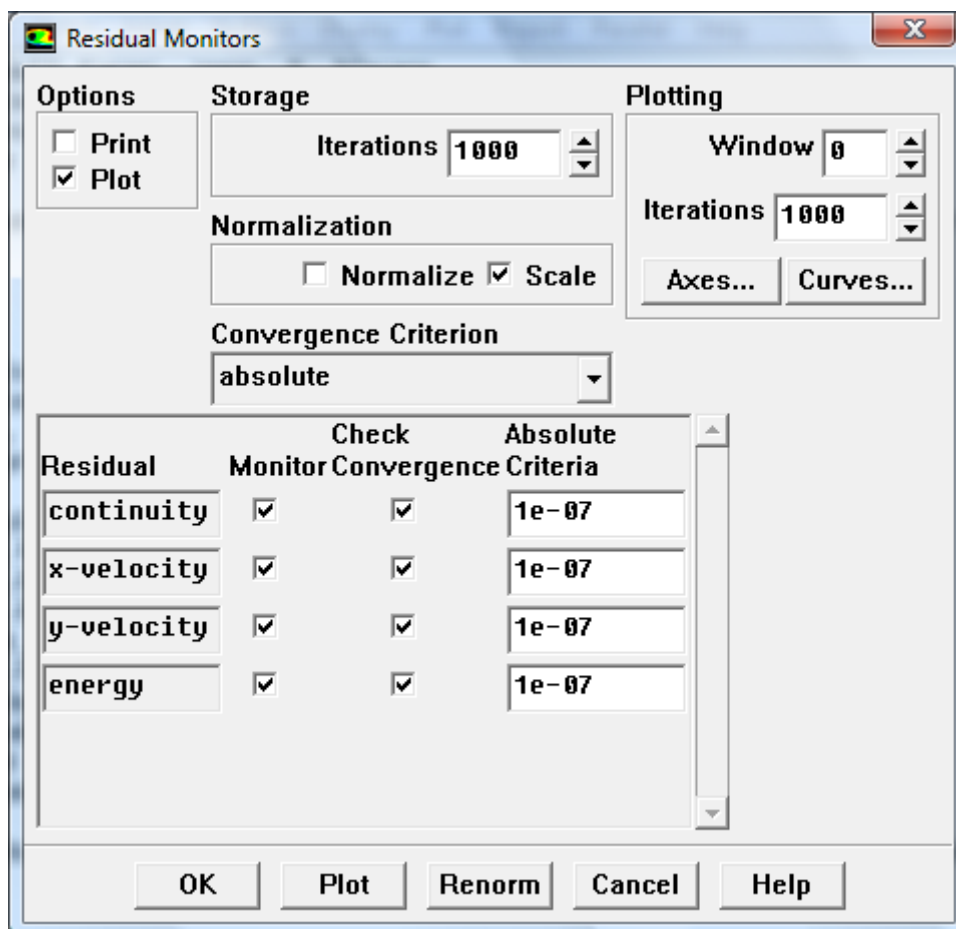 Residual Monitors
Options
Print
Plot
Storage
Iterations 1000
Normalization
Normalize Scale
Convergence Criterion
absolute
Plotting
Window 0
Iterations 1000
Axes... Curves...
Check Absolute
Residual Monitor Convergence Criteria
continuity 1e-07
x-velocity 1e-07
y-velocity 1e-07
energy 1e-07
OK Plot Renorm Cancel Help